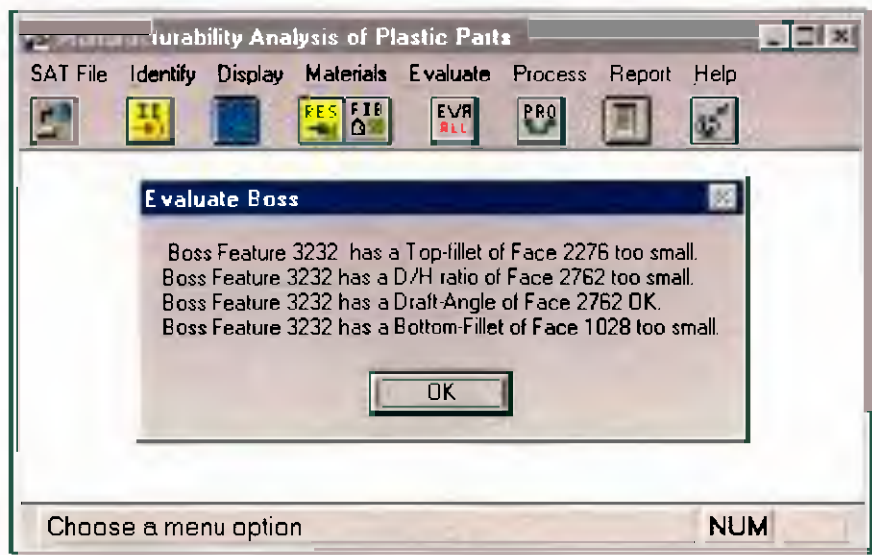 Analysis of Plastic Parts
SAT File Identify Display Materials Evaluate Process Report Help
RES FIB EVA PRO
ALL
Evaluate Boss
Boss Feature 3232 has a Top-fillet of Face 2276 too small.
Boss Feature 3232 has a D/H ratio of Face 2762 too small.
Boss Feature 3232 has a Draft-Angle of Face 2762 OK.
Boss Feature 3232 has a Bottom-Fillet of Face 1028 too small.
OK
Choose a menu option NUM